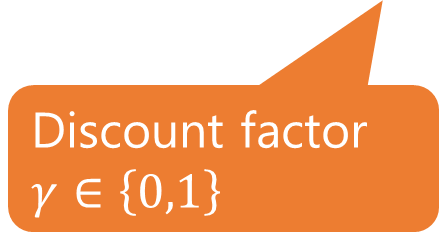 Discount factor
γ ∈ {0,1}